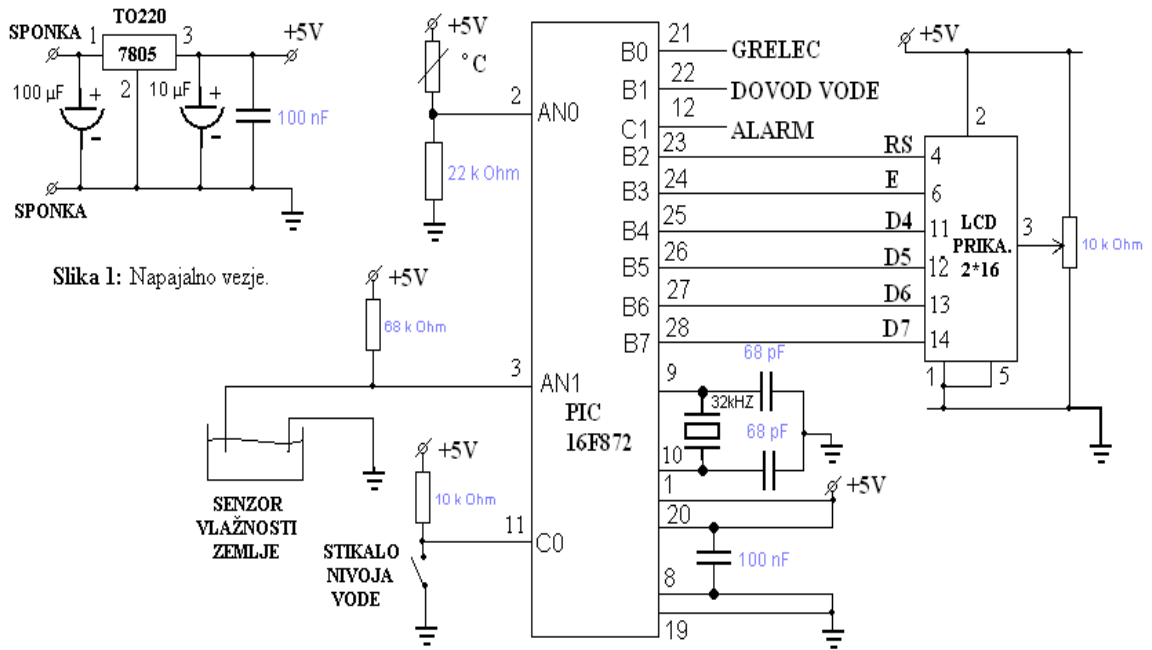 TO220
SPONKA
1
7805
3
+5V
100 µF
+
-
2
10 µF
+
-
100 nF
SPONKA
Slika 1: Napajalno vezje.
+5V
°C
2
AN0
22 k Ohm
+5V
68 k Ohm
3
AN1
SENZOR
VLAŽNOSTI
ZEMLJE
+5V
10 k Ohm
11
C0
STIKALO
NIVOJA
VODE
PIC
16F872
B0
21
GRELEC
B1
22
DOVOD VODE
C1
12
ALARM
B2
23
RS
4
B3
24
E
6
B4
25
D4
11
B5
26
D5
12
B6
27
D6
13
B7
28
D7
14
+5V
2
LCD
PRIKA.
2*16
3
10 k Ohm
1
5
9
68 pF
32kHZ
68 pF
10
1
+5V
20
100 nF
8
19